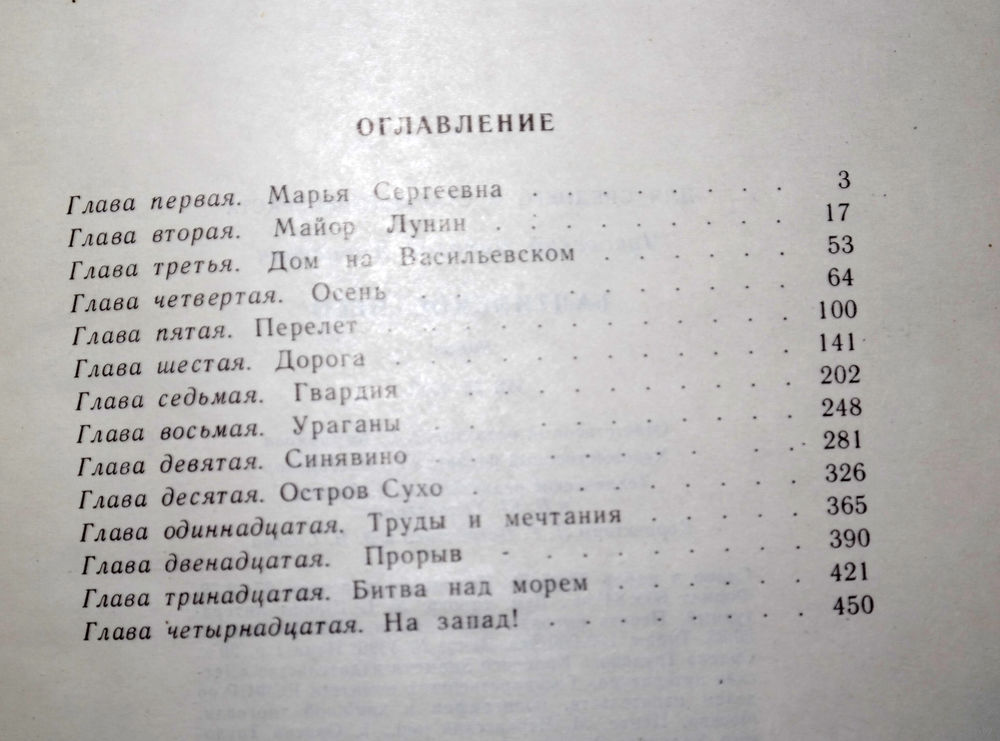 ОГЛАВЛЕНИЕ
Глава первая. Марья Сергеевна . . . . . . . . . 3
Глава вторая. Майор Лунин . . . . . . . . . . 17
Глава третья. Дом на Васильевском . . . . . . 53
Глава четвертая. Осень . . . . . . . . . . . 64
Глава пятая. Перелет . . . . . . . . . . . . 100
Глава шестая. Дорога . . . . . . . . . . . 141
Глава седьмая. Гвардия . . . . . . . . . . 202
Глава восьмая. Ураганы . . . . . . . . . . 248
Глава девятая. Синявино . . . . . . . . . . 281
Глава десятая. Остров Сухо . . . . . . . . . 326
Глава одиннадцатая. Труды и мечтания . . . . . 365
Глава двенадцатая. Прорыв . . . . . . . . 390
Глава тринадцатая. Битва над морем . . . . . . 421
Глава четырнадцатая. На запад! . . . . . . . . 450